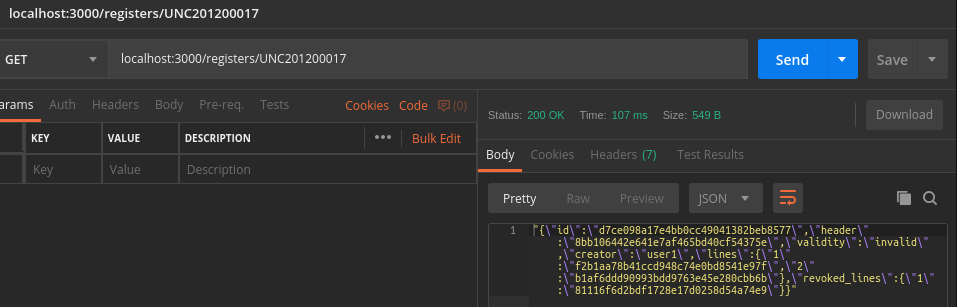 localhost:3000/registers/UNC201200017
GET localhost:3000/registers/UNC201200017 Send Save
arams Auth Headers Body Pre-req. Tests Cookies Code (0)
KEY VALUE DESCRIPTION ••• Bulk Edit
Key Value Description
Status: 200 OK Time: 107 ms Size: 549 B Download
Body Cookies Headers (7) Test Results
Pretty Raw Preview JSON
1 "{\"id\":\"d7ce098a17e4bb0cc49041382beb8577\",\"header\"
:\"8bb106442e641e7af465bd40cf54375e\",\"validity\":\"invalid\"
,\"creator\":\"user1\",\"lines\":{\"1\"
:\"f2b1aa78b41ccd948c74e0bd8541e97f\",\"2\"
:\"b1af6ddd90993bdd9763e45e280cbb6b\"},\"revoked_lines\":{\"1\"
:\"81116f6d2bdf1728e17d0258d54a74e9\"}}"